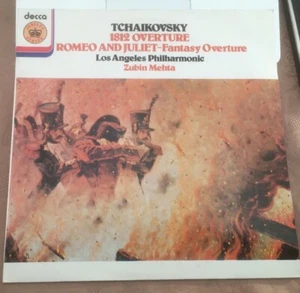 decca
TCHAIKOVSKY
1812 OVERTURE
ROMEO AND JULIET-Fantasy Overture
Los Angeles Philharmonic
Zubin Mehta